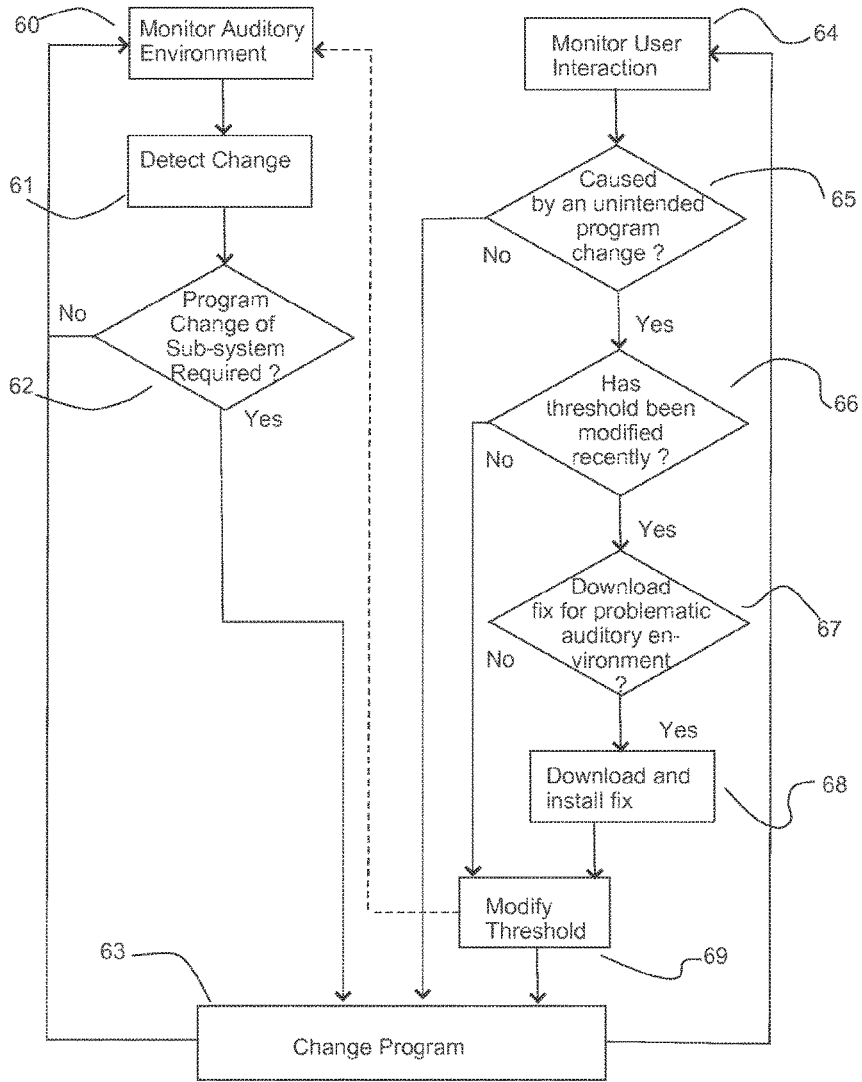 60
Monitor Auditory
Environment
Detect Change
61
Program
Change of
Sub-system
Required ?
No
62
Yes
63
Change Program
64
Monitor User
Interaction
Caused
by an unintended
program
change ?
65
No
Yes
Has
threshold been
modified
recently ?
66
No
Yes
Download
fix for problematic
auditory en-
vironment
?
67
No
Yes
Download and
install fix
68
Modify
Threshold
69